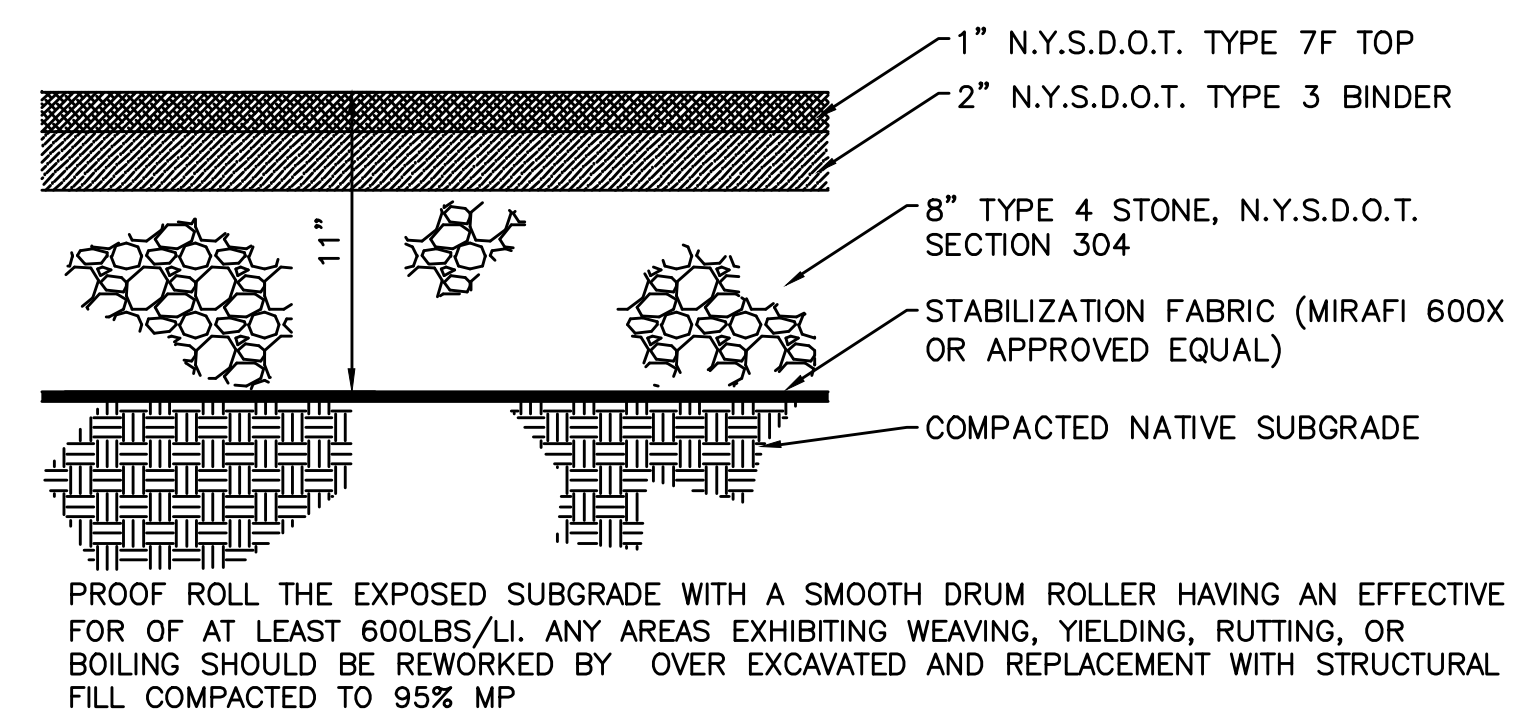 1” N.Y.S.D.O.T. TYPE 7F TOP
2” N.Y.S.D.O.T. TYPE 3 BINDER
8” TYPE 4 STONE, N.Y.S.D.O.T.
SECTION 304
11”
STABILIZATION FABRIC (MIRAFI 600X
OR APPROVED EQUAL)
COMPACTED NATIVE SUBGRADE
PROOF ROLL THE EXPOSED SUBGRADE WITH A SMOOTH DRUM ROLLER HAVING AN EFFECTIVE
FOR OF AT LEAST 600LBS/LI. ANY AREAS EXHIBITING WEAVING, YIELDING, RUTTING, OR
BOILING SHOULD BE REWORKED BY OVER EXCAVATED AND REPLACEMENT WITH STRUCTURAL
FILL COMPACTED TO 95% MP